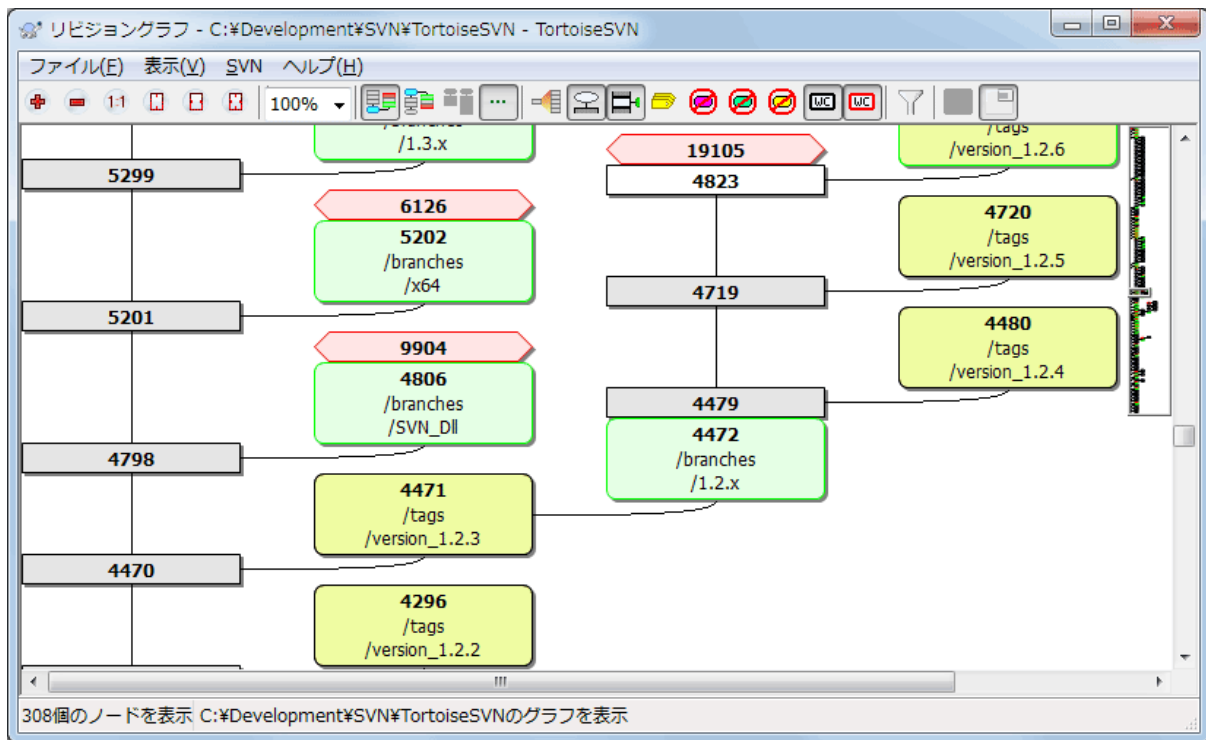 リビジョングラフ - C:¥Development¥SVN¥TortoiseSVN - TortoiseSVN
ファイル(F) 表示(V) SVN ヘルプ(H)
1:1 100% WC WC
/1.3.x
5299
6126
5202
/branches
/x64
5201
9904
4806
/branches
/SVN_Dll
4798
4471
/tags
/version_1.2.3
4470
4296
/tags
/version_1.2.2
19105
4823
4719
4479
4472
/branches
/1.2.x
/tags
/version_1.2.6
4720
/tags
/version_1.2.5
4480
/tags
/version_1.2.4
308個のノードを表示 C:¥Development¥SVN¥TortoiseSVNのグラフを表示